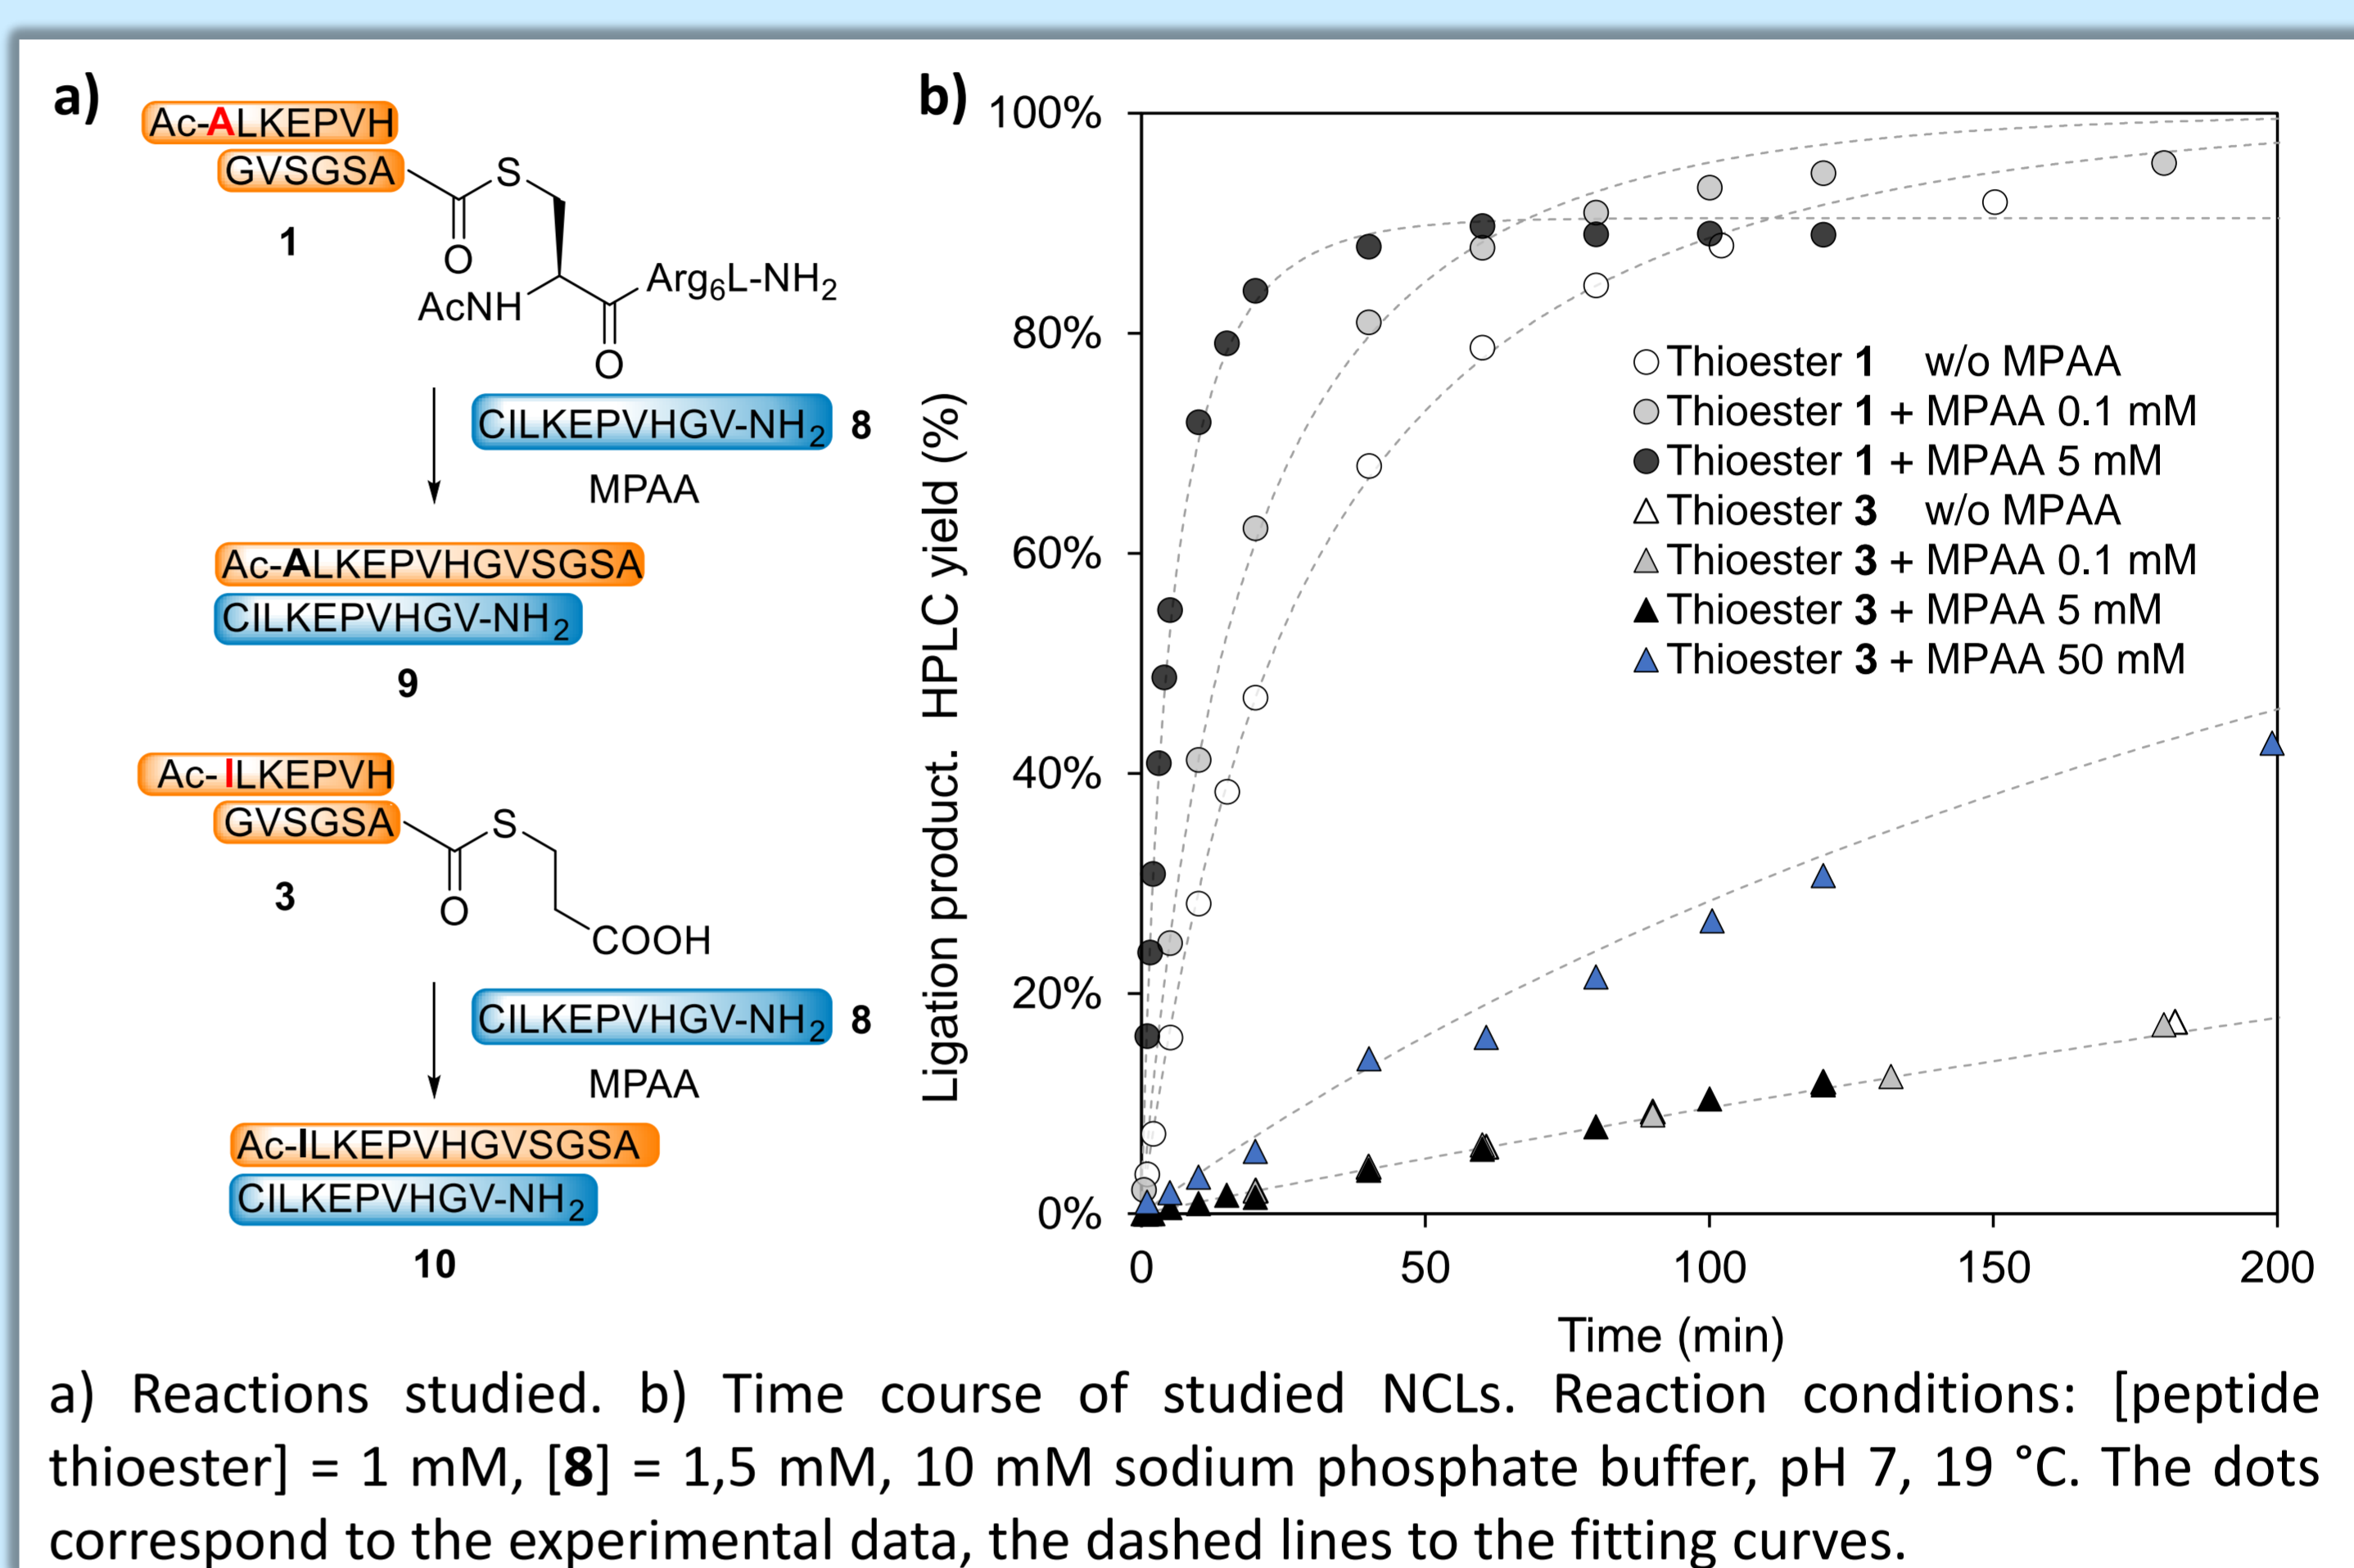 a)
Ac-ALKEPVH
GVSGSA
S
O
1
AcNH
Arg6L-NH2
O
CILKEPVHGV-NH2 8
MPAA
Ac-ALKEPVHGVSGSA
CILKEPVHGV-NH2
9
Ac-ILKEPVH
GVSGSA
S
O
3
COOH
CILKEPVHGV-NH2 8
MPAA
Ac-ILKEPVHGVSGSA
CILKEPVHGV-NH2
10
b)
Ligation product. HPLC yield (%)
100%
80%
60%
40%
20%
0%
Thioester 1 w/o MPAA
Thioester 1 + MPAA 0.1 mM
Thioester 1 + MPAA 5 mM
Thioester 3 w/o MPAA
Thioester 3 + MPAA 0.1 mM
Thioester 3 + MPAA 5 mM
Thioester 3 + MPAA 50 mM
0 50 100 150 200
Time (min)
a) Reactions studied. b) Time course of studied NCLs. Reaction conditions: [peptide
thioester] = 1 mM, [8] = 1,5 mM, 10 mM sodium phosphate buffer, pH 7, 19 °C. The dots
correspond to the experimental data, the dashed lines to the fitting curves.